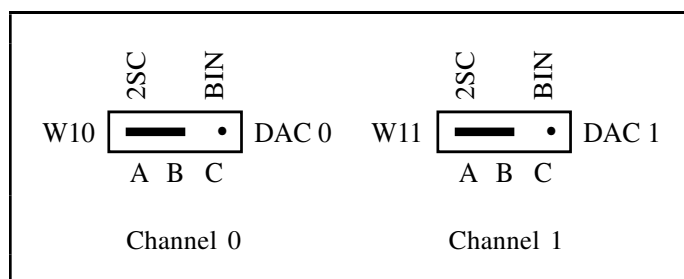 2SC BIN 2SC BIN
W10 DAC 0 W11 DAC 1
A B C A B C
Channel 0 Channel 1